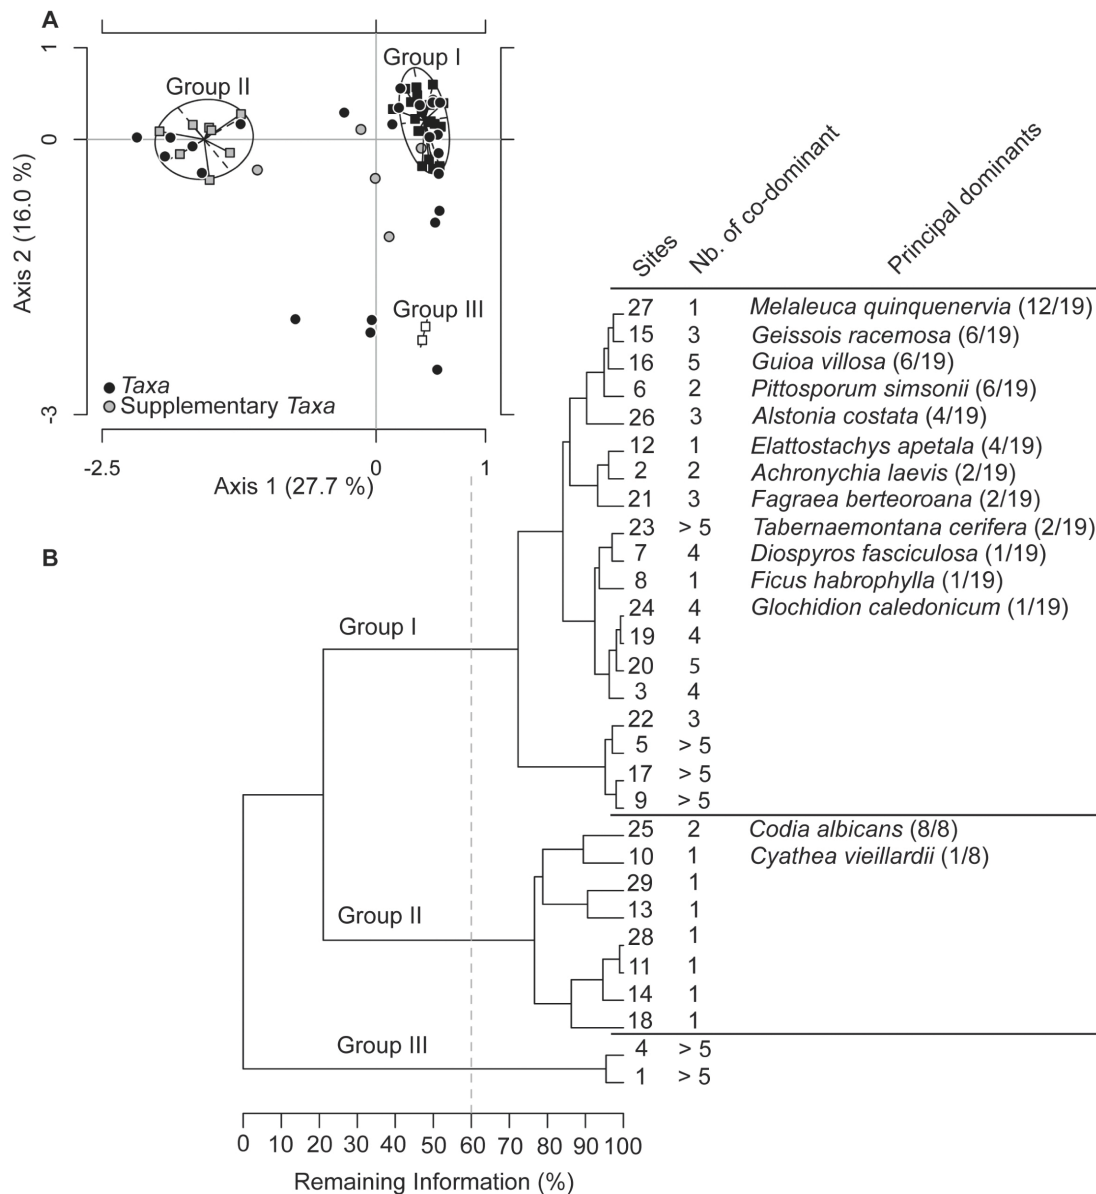 A
1
0
-3
Axis 2 (16.0 %)
Group II
Group I
Group III
Taxa
Supplementary Taxa
-2.5
0
1
Axis 1 (27.7 %)
B
Sites
Nb. of co-dominant
Principal dominants
27 1 Melaleuca quinquenervia (12/19)
15 3 Geissois racemosa (6/19)
16 5 Guioa villosa (6/19)
6 2 Pittosporum simsonii (6/19)
26 3 Alstonia costata (4/19)
12 1 Elattostachys apetala (4/19)
2 2 Achronychia laevis (2/19)
21 3 Fagraea berteoroana (2/19)
23 > 5 Tabernaemontana cerifera (2/19)
7 4 Diospyros fasciculosa (1/19)
8 1 Ficus habrophylla (1/19)
24 4 Glochidion caledonicum (1/19)
19 4
20 5
3 4
22 3
5 > 5
17 > 5
9 > 5
Group I
25 2 Codia albicans (8/8)
10 1 Cyathea vieillardii (1/8)
29 1
13 1
28 1
11 1
14 1
18 1
Group II
4 > 5
1 > 5
Group III
0 10 20 30 40 50 60 70 80 90 100
Remaining Information (%)